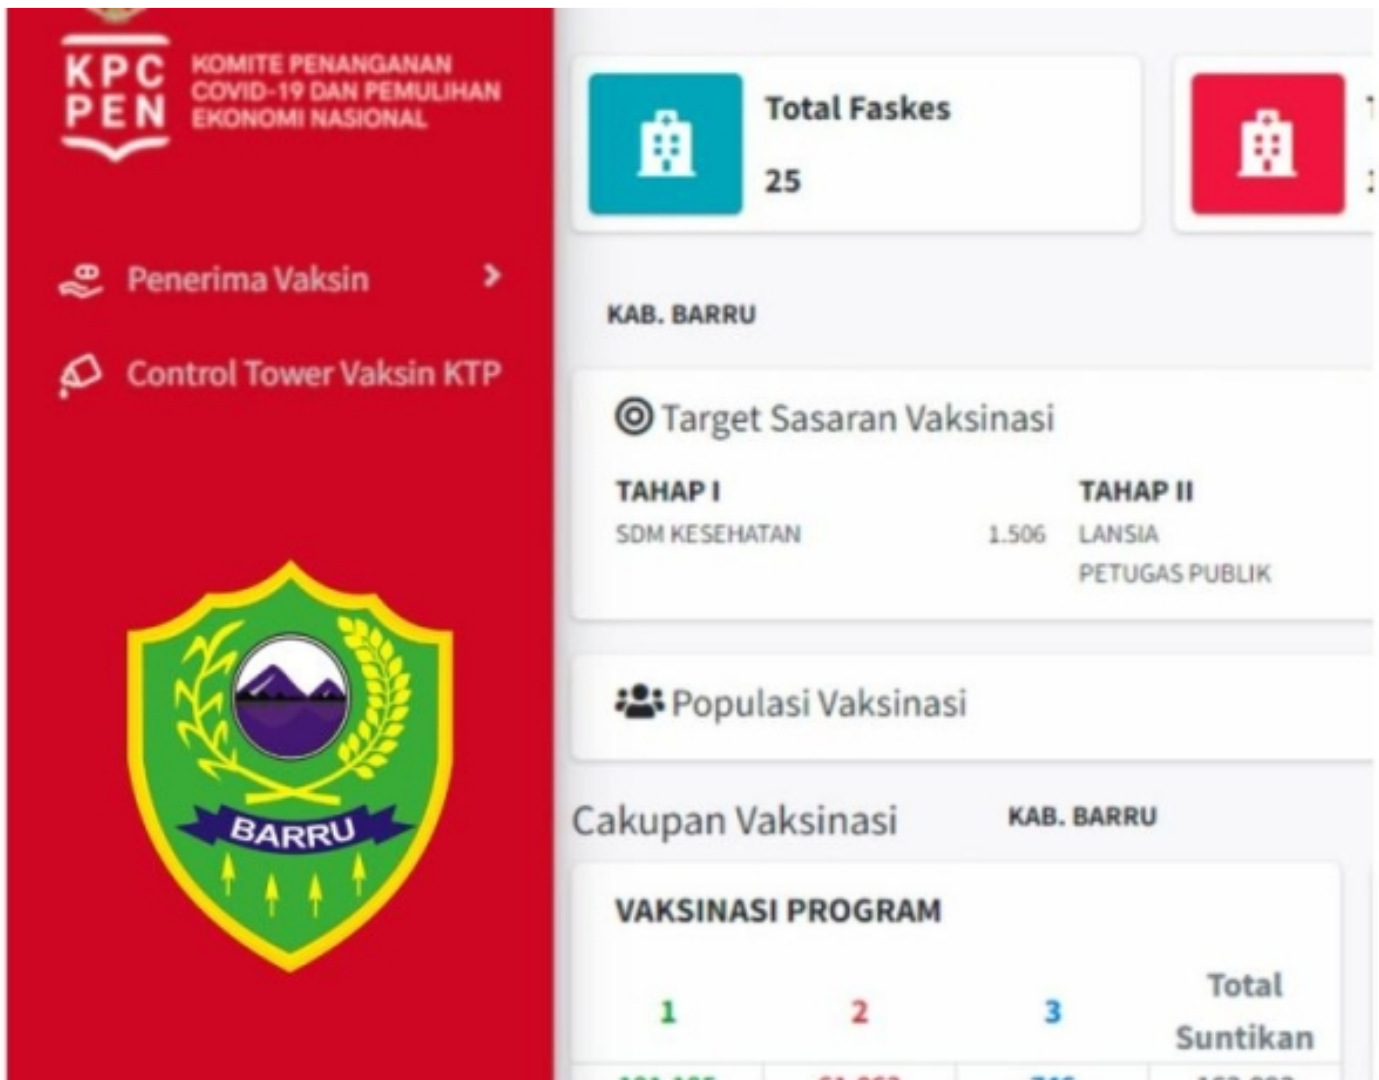 KPC
PEN
KOMITE PENANGANAN
COVID-19 DAN PEMULIHAN
EKONOMI NASIONAL
Penerima Vaksin
Control Tower Vaksin KTP
BARRU
Total Faskes
25
KAB. BARRU
Target Sasaran Vaksinasi
TAHAP I
SDM KESEHATAN 1.506
TAHAP II
LANSIA
PETUGAS PUBLIK
Populasi Vaksinasi
Cakupan Vaksinasi KAB. BARRU
VAKSINASI PROGRAM
1 2 3 Total
Suntikan